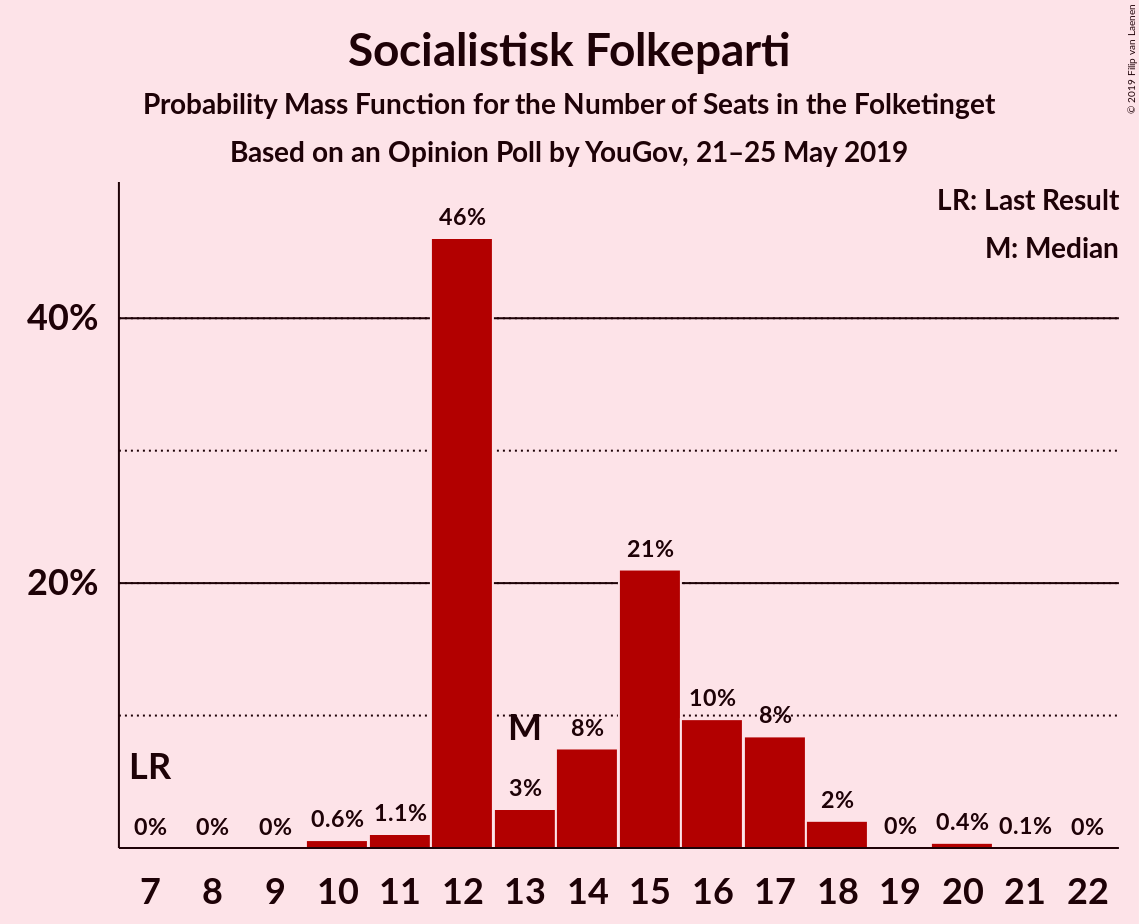 Socialistisk Folkeparti
Probability Mass Function for the Number of Seats in the Folketinget
Based on an Opinion Poll by YouGov, 21–25 May 2019
© 2019 Filip van Laenen
LR: Last Result
M: Median
46%
40%
21%
20%
10%
8%
M
8%
LR
3%
2%
1.1%
0.6%
0.4%
0%
0%
0%
0%
0.1%
0%
7 8 9 10 11 12 13 14 15 16 17 18 19 20 21 22